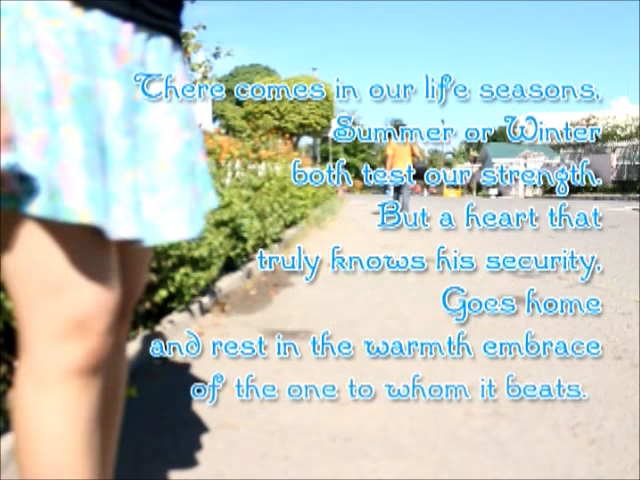 There comes in our life seasons,
Summer or Winter
both test our strength.
But a heart that
truly knows his security,
Goes home
and rest in the warmth embrace
of the one to whom it beats.